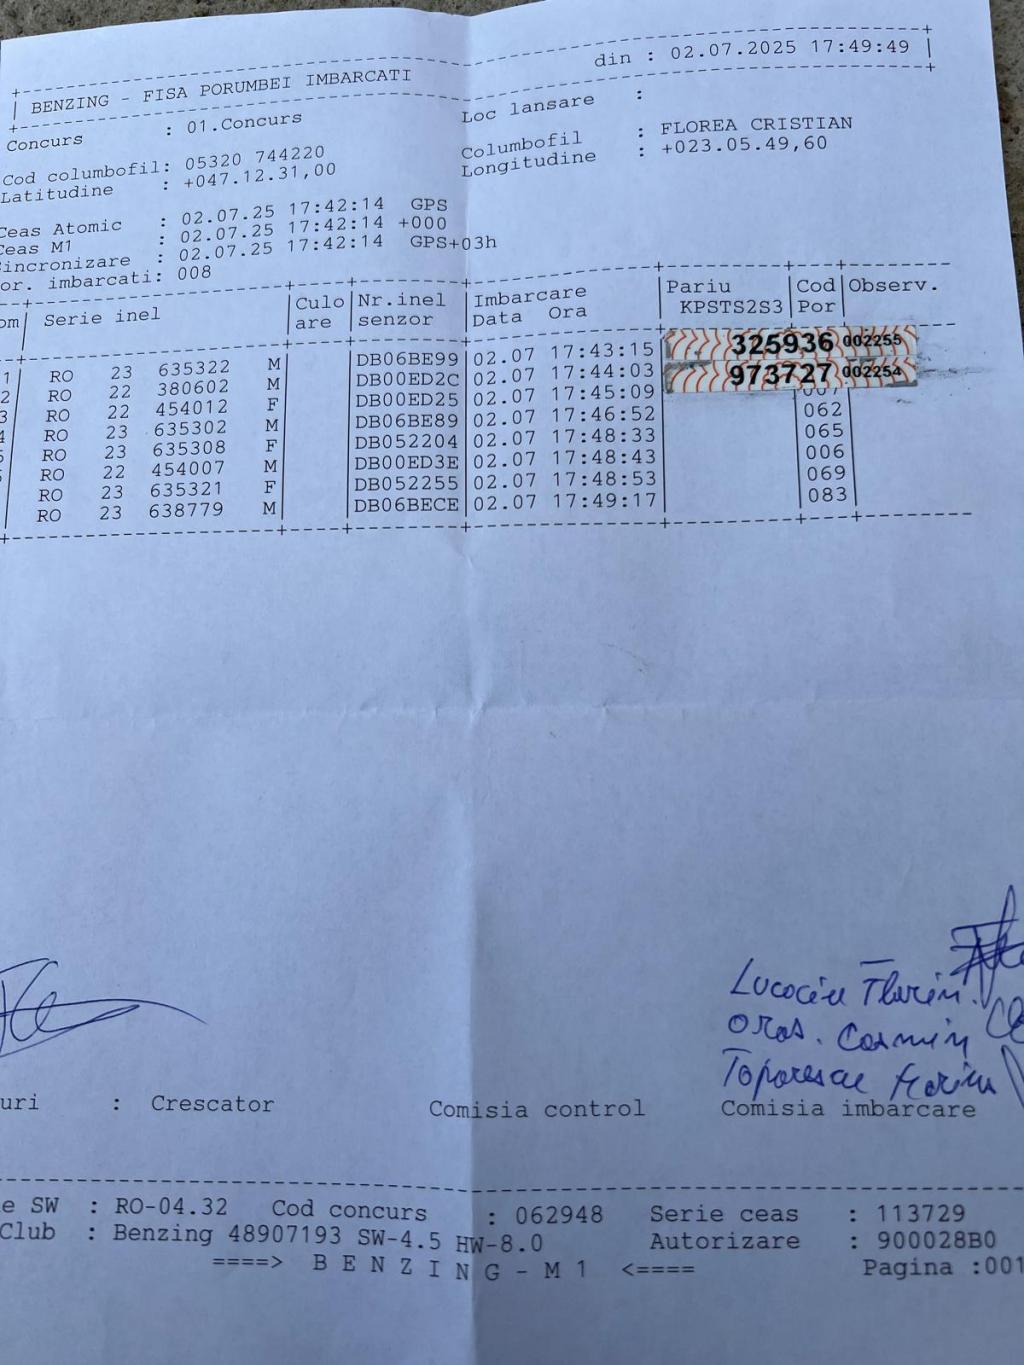 din : 02.07.2025 17:49:49
BENZING - FISA PORUMBEI IMBARCATI
Concurs : 01.Concurs Loc lansare :
Cod columbofil: 05320 744220 Columbofil : FLOREA CRISTIAN
Latitudine : +047.12.31,00 Longitudine : +023.05.49,60
Ceas Atomic : 02.07.25 17:42:14 GPS
Ceas M1 : 02.07.25 17:42:14 +000
Sincronizare : 02.07.25 17:42:14 GPS+03h
or. imbarcati: 008
om Serie inel Culo Nr.inel Imbarcare Pariu Cod Observ.
are senzor Data Ora KPSTS2S3 Por
1 RO 23 635322 M DB06BE99 02.07 17:43:15 325936 002255
2 RO 22 380602 M DB00ED2C 02.07 17:44:03 973727 002254
3 RO 22 454012 F DB00ED25 02.07 17:45:09
4 RO 23 635302 M DB06BE89 02.07 17:46:52 062
5 RO 23 635308 F DB052204 02.07 17:48:33 065
RO 22 454007 M DB00ED3E 02.07 17:48:43 006
RO 23 635321 F DB052255 02.07 17:48:53 069
RO 23 638779 M DB06BECE 02.07 17:49:17 083
Florin
Oros. Cosmin
Toporescu Florin
uri : Crescator Comisia control Comisia imbarcare
e SW : RO-04.32 Cod concurs : 062948 Serie ceas : 113729
Club : Benzing 48907193 SW-4.5 HW-8.0 Autorizare : 900028B0
====> B E N Z I N G - M 1 <==== Pagina :001